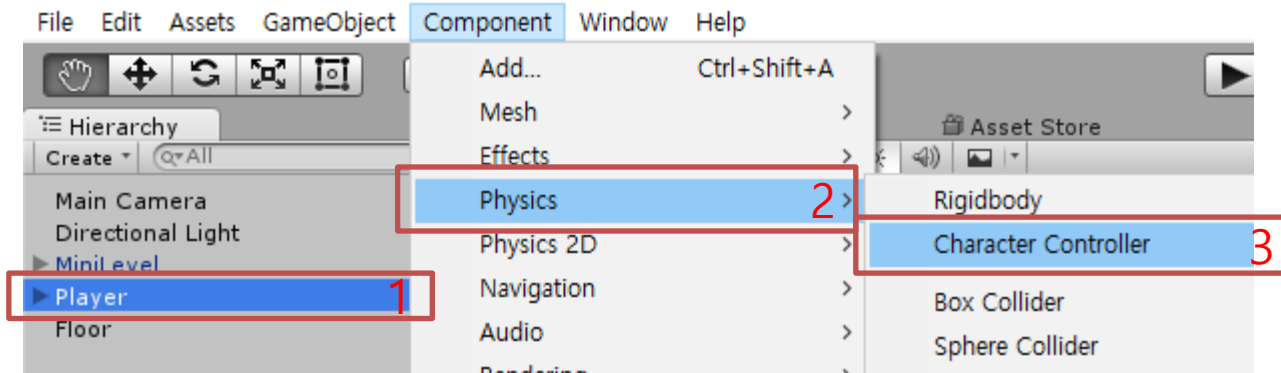 File Edit Assets GameObject Component Window Help
Add... Ctrl+Shift+A
Hierarchy
Create All
Main Camera
Directional Light
MiniLevel
Player 1
Floor
Mesh
Effects
Physics 2
Physics 2D
Navigation
Audio
Rendering
Asset Store
Rigidbody
Character Controller 3
Box Collider
Sphere Collider